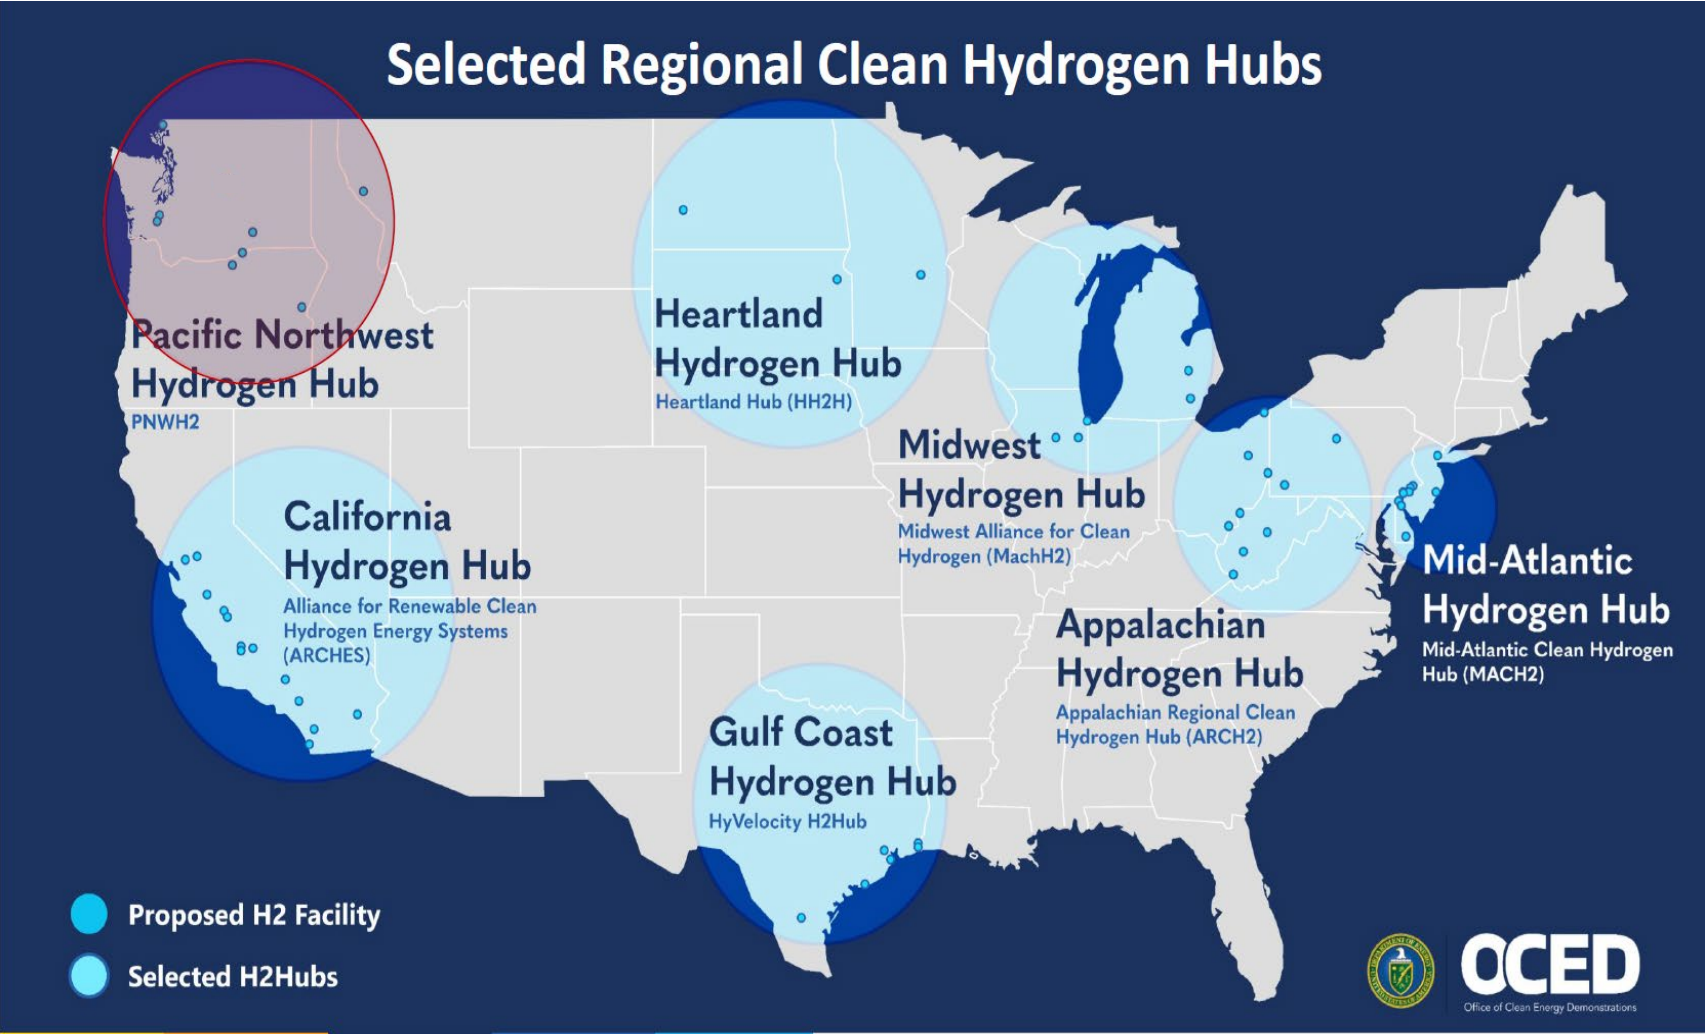 Selected Regional Clean Hydrogen Hubs
Pacific Northwest
Hydrogen Hub
PNWH2
Heartland
Hydrogen Hub
Heartland Hub (HH2H)
Midwest
Hydrogen Hub
Midwest Alliance for Clean
Hydrogen (MachH2)
California
Hydrogen Hub
Alliance for Renewable Clean
Hydrogen Energy Systems
(ARCHES)
Mid-Atlantic
Hydrogen Hub
Mid-Atlantic Clean Hydrogen
Hub (MACH2)
Appalachian
Hydrogen Hub
Appalachian Regional Clean
Hydrogen Hub (ARCH2)
Gulf Coast
Hydrogen Hub
HyVelocity H2Hub
Proposed H2 Facility
Selected H2Hubs
OCED
Office of Clean Energy Demonstrations